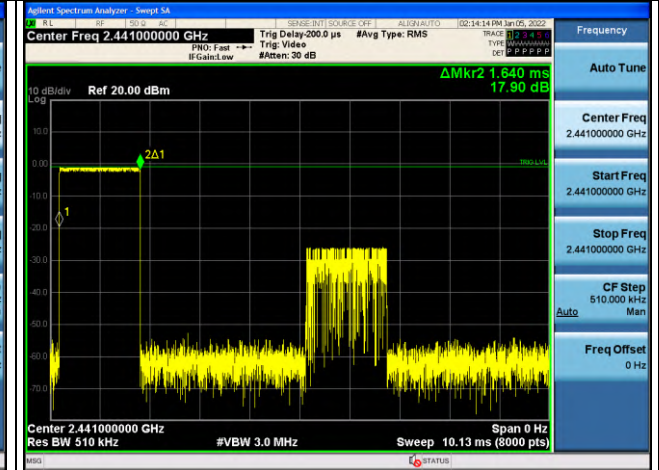 Agilent Spectrum Analyzer - Swept SA
RL RF 50 Ω AC SENSE:INT SOURCE OFF ALIGN AUTO 02:14:14 PM Jan 05, 2022
Center Freq 2.441000000 GHz
PNO: Fast
IFGain:Low
Trig Delay-200.0 µs
Trig: Video
#Atten: 30 dB
#Avg Type: RMS
TRACE 1 2 3 4 5 6
TYPE
DET P P P P P P
ΔMkr2 1.640 ms
17.90 dB
10 dB/div Ref 20.00 dBm
Log
10.0
0.00
-10.0
-20.0
-30.0
-40.0
-50.0
-60.0
-70.0
2Δ1
1
TRIG LVL
Center 2.441000000 GHz
Res BW 510 kHz
#VBW 3.0 MHz
Span 0 Hz
Sweep 10.13 ms (8000 pts)
MSG
STATUS
Frequency
Auto Tune
Center Freq
2.441000000 GHz
Start Freq
2.441000000 GHz
Stop Freq
2.441000000 GHz
CF Step
510.000 kHz
Auto Man
Freq Offset
0 Hz